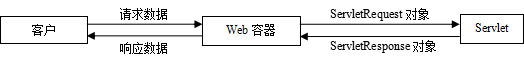 请求数据
ServletRequest 对象
客户
Web 容器
Servlet
响应数据
ServletResponse 对象